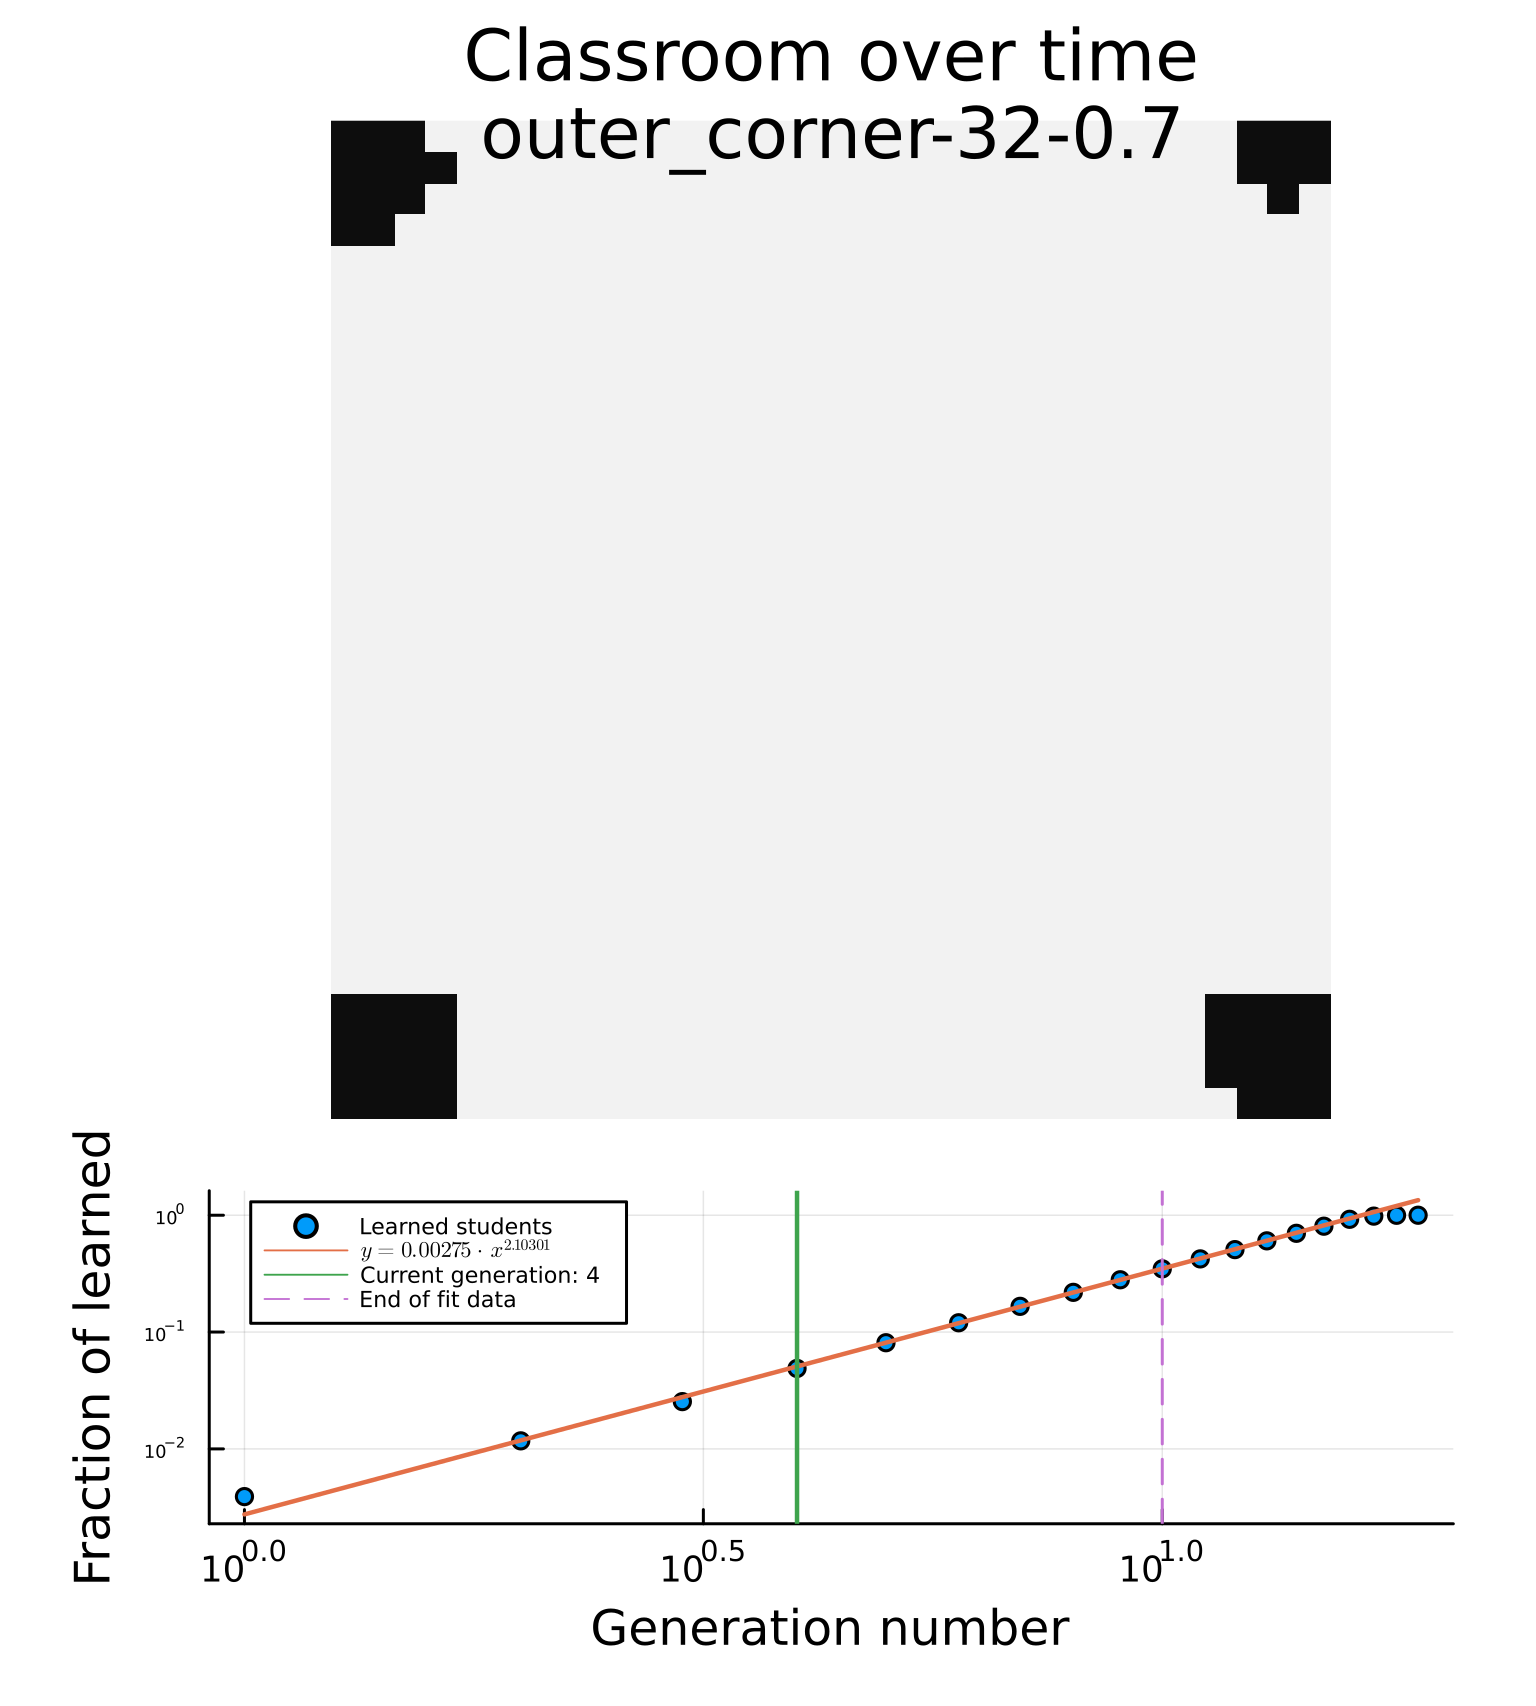 Classroom over time
outer_corner-32-0.7
Fraction of learned
10⁰
10⁻¹
10⁻²
Learned students
y = 0.00275 · x^2.10301
Current generation: 4
End of fit data
10^0.0
10^0.5
10^1.0
Generation number